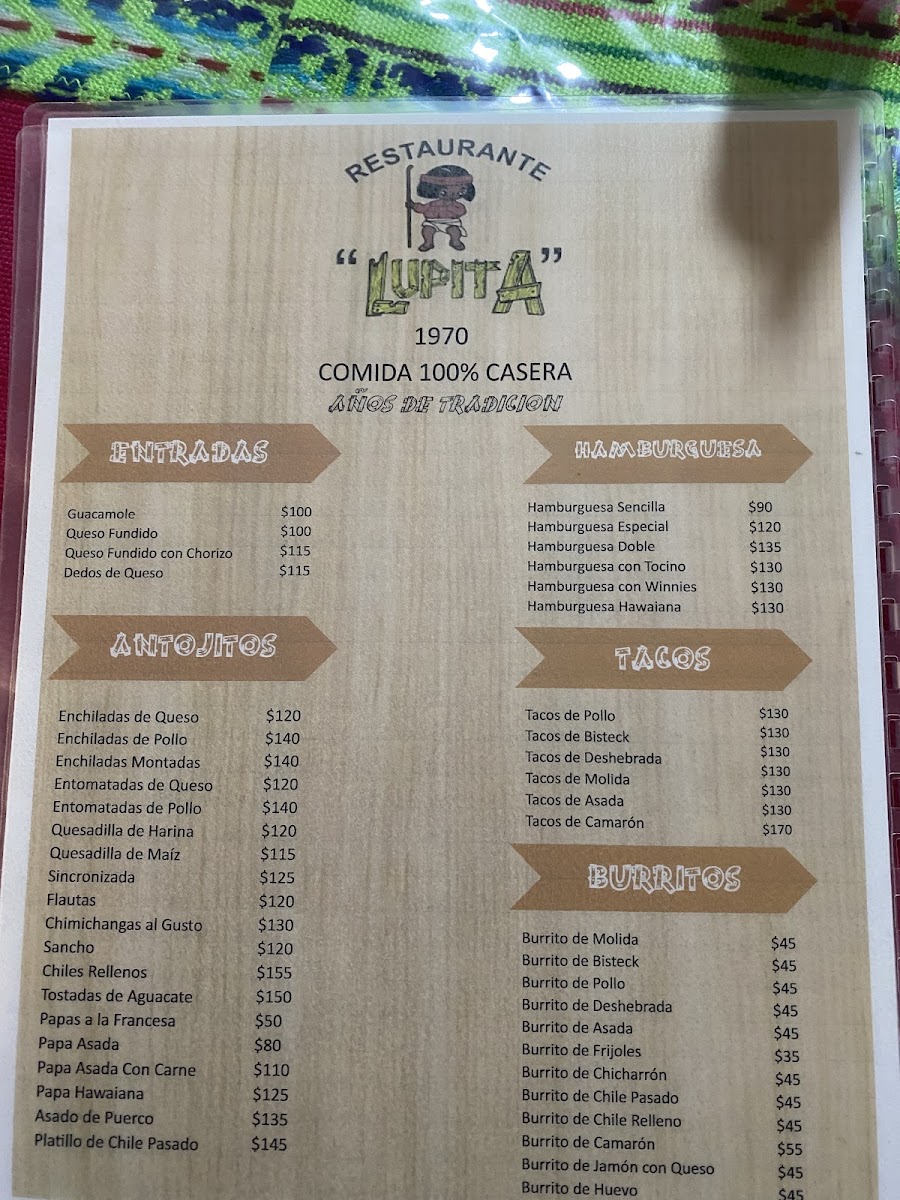 RESTAURANTE
"LUPITA"
1970
COMIDA 100% CASERA
AÑOS DE TRADICION
ENTRADAS
Guacamole $100
Queso Fundido $100
Queso Fundido con Chorizo $115
Dedos de Queso $115
ANTOJITOS
Enchiladas de Queso $120
Enchiladas de Pollo $140
Enchiladas Montadas $140
Entomatadas de Queso $120
Entomatadas de Pollo $140
Quesadilla de Harina $120
Quesadilla de Maíz $115
Sincronizada $125
Flautas $120
Chimichangas al Gusto $130
Sancho $120
Chiles Rellenos $155
Tostadas de Aguacate $150
Papas a la Francesa $50
Papa Asada $80
Papa Asada Con Carne $110
Papa Hawaiana $125
Asado de Puerco $135
Platillo de Chile Pasado $145
HAMBURGUESA
Hamburguesa Sencilla $90
Hamburguesa Especial $120
Hamburguesa Doble $135
Hamburguesa con Tocino $130
Hamburguesa con Winnies $130
Hamburguesa Hawaiana $130
TACOS
Tacos de Pollo $130
Tacos de Bisteck $130
Tacos de Deshebrada $130
Tacos de Molida $130
Tacos de Asada $130
Tacos de Camarón $130
$170
BURRITOS
Burrito de Molida $45
Burrito de Bisteck $45
Burrito de Pollo $45
Burrito de Deshebrada $45
Burrito de Asada $45
Burrito de Frijoles $35
Burrito de Chicharrón $45
Burrito de Chile Pasado $45
Burrito de Chile Relleno $45
Burrito de Camarón $55
Burrito de Jamón con Queso $45
Burrito de Huevo $45